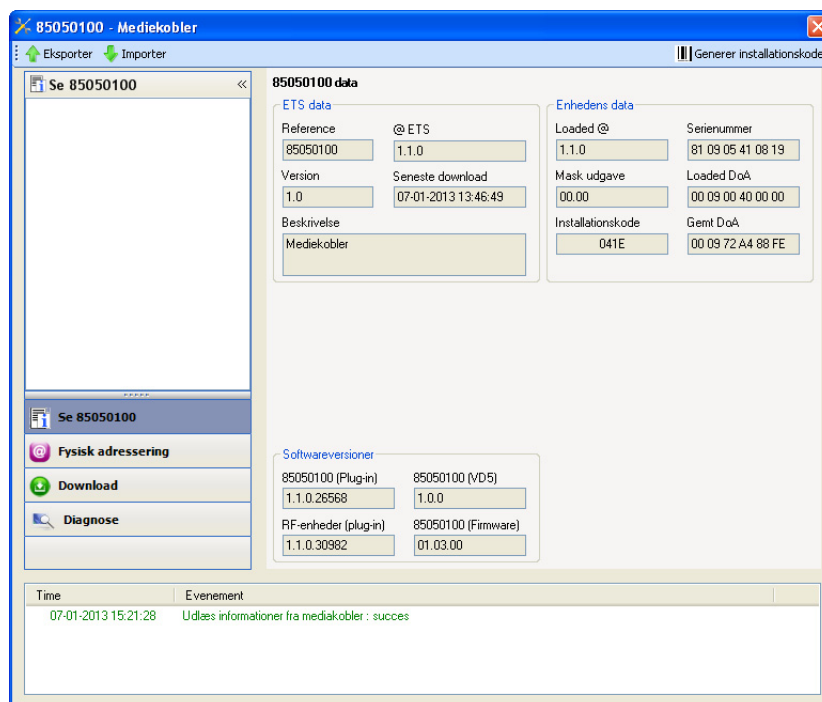 85050100 - Mediekobler
Eksporter Importer Generer installationskode
Se 85050100 «
85050100 data
ETS data
Reference @ ETS
85050100 1.1.0
Version Seneste download
1.0 07-01-2013 13:46:49
Beskrivelse
Mediekobler
Enhedens data
Loaded @ Serienummer
1.1.0 81 09 05 41 08 19
Mask udgave Loaded DoA
00.00 00 09 00 40 00 00
Installationskode Gemt DoA
041E 00 09 72 A4 88 FE
Se 85050100
Fysisk adressering
Download
Diagnose
Softwareversioner
85050100 (Plug-in) 85050100 (VD5)
1.1.0.26568 1.0.0
RF-enheder (plug-in) 85050100 (Firmware)
1.1.0.30982 01.03.00
Time Evenement
07-01-2013 15:21:28 Udlæs informationer fra mediakobler : succes